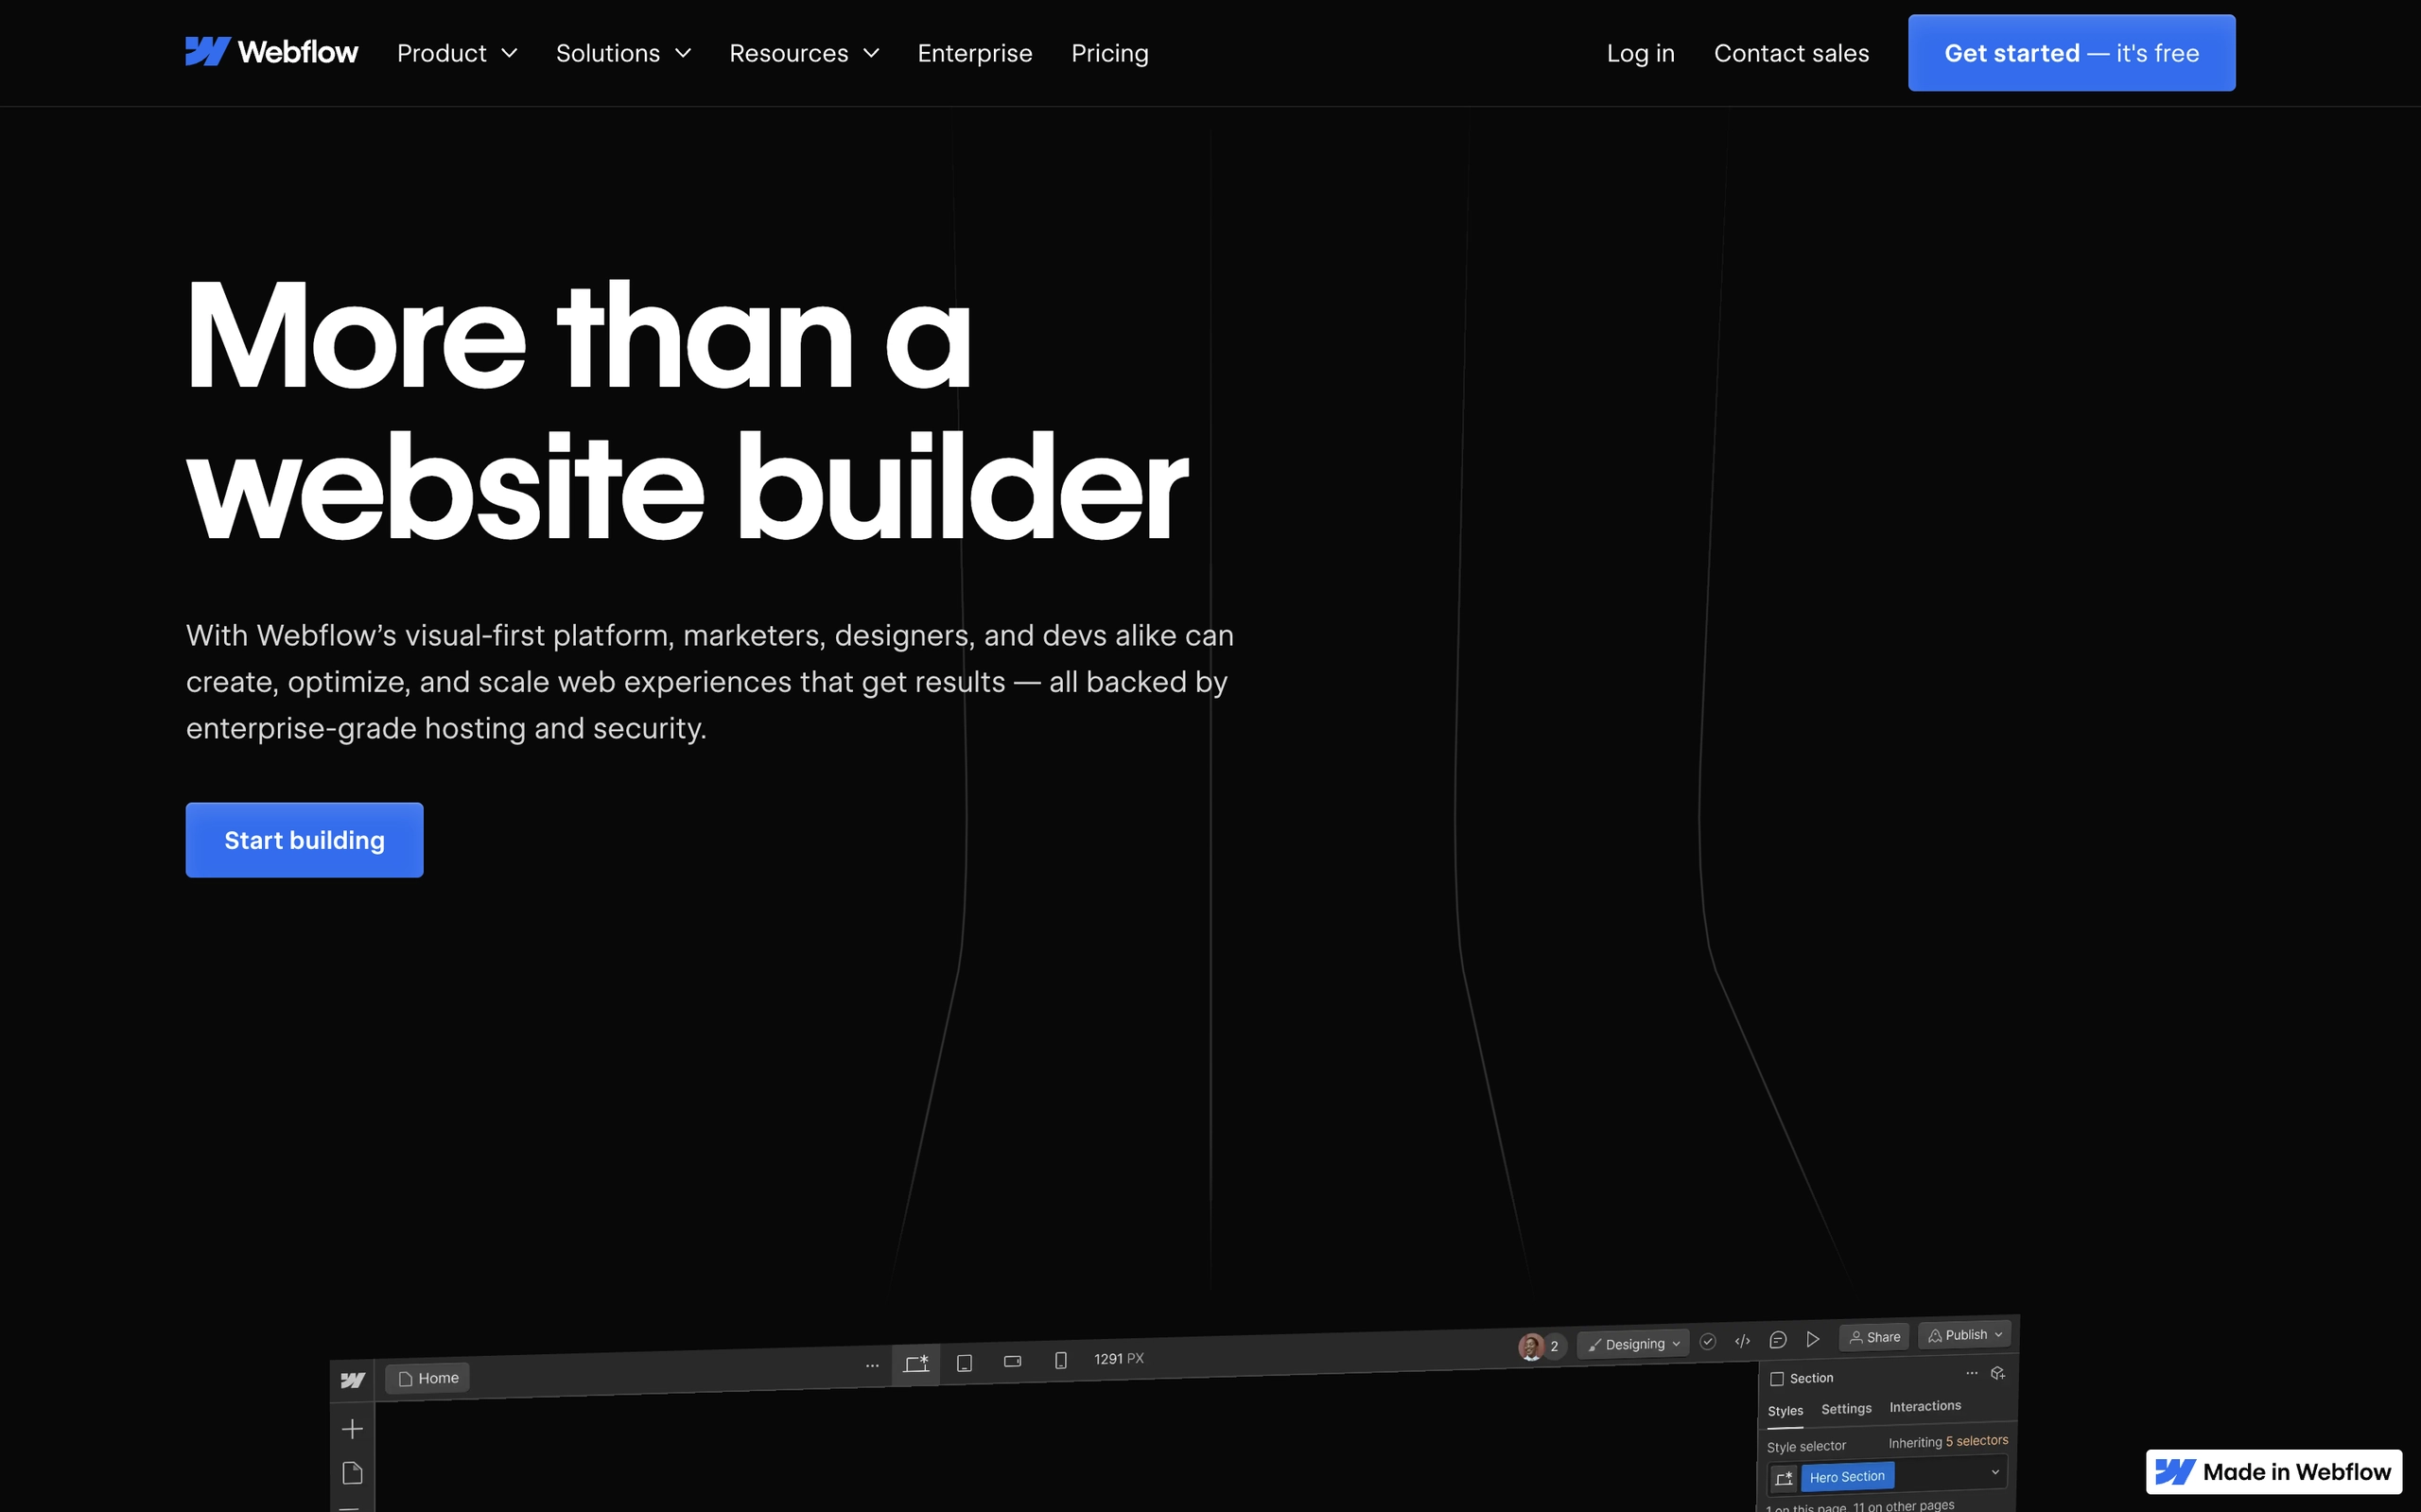 Webflow Product Solutions Resources Enterprise Pricing Log in Contact sales Get started — it's free
More than a
website builder
With Webflow’s visual-first platform, marketers, designers, and devs alike can
create, optimize, and scale web experiences that get results — all backed by
enterprise-grade hosting and security.
Start building
Home 1291 PX 2 Designing Share Publish
Section
Styles Settings Interactions
Style selector Inheriting 5 selectors
Hero Section
1 on this page, 11 on other pages
Made in Webflow